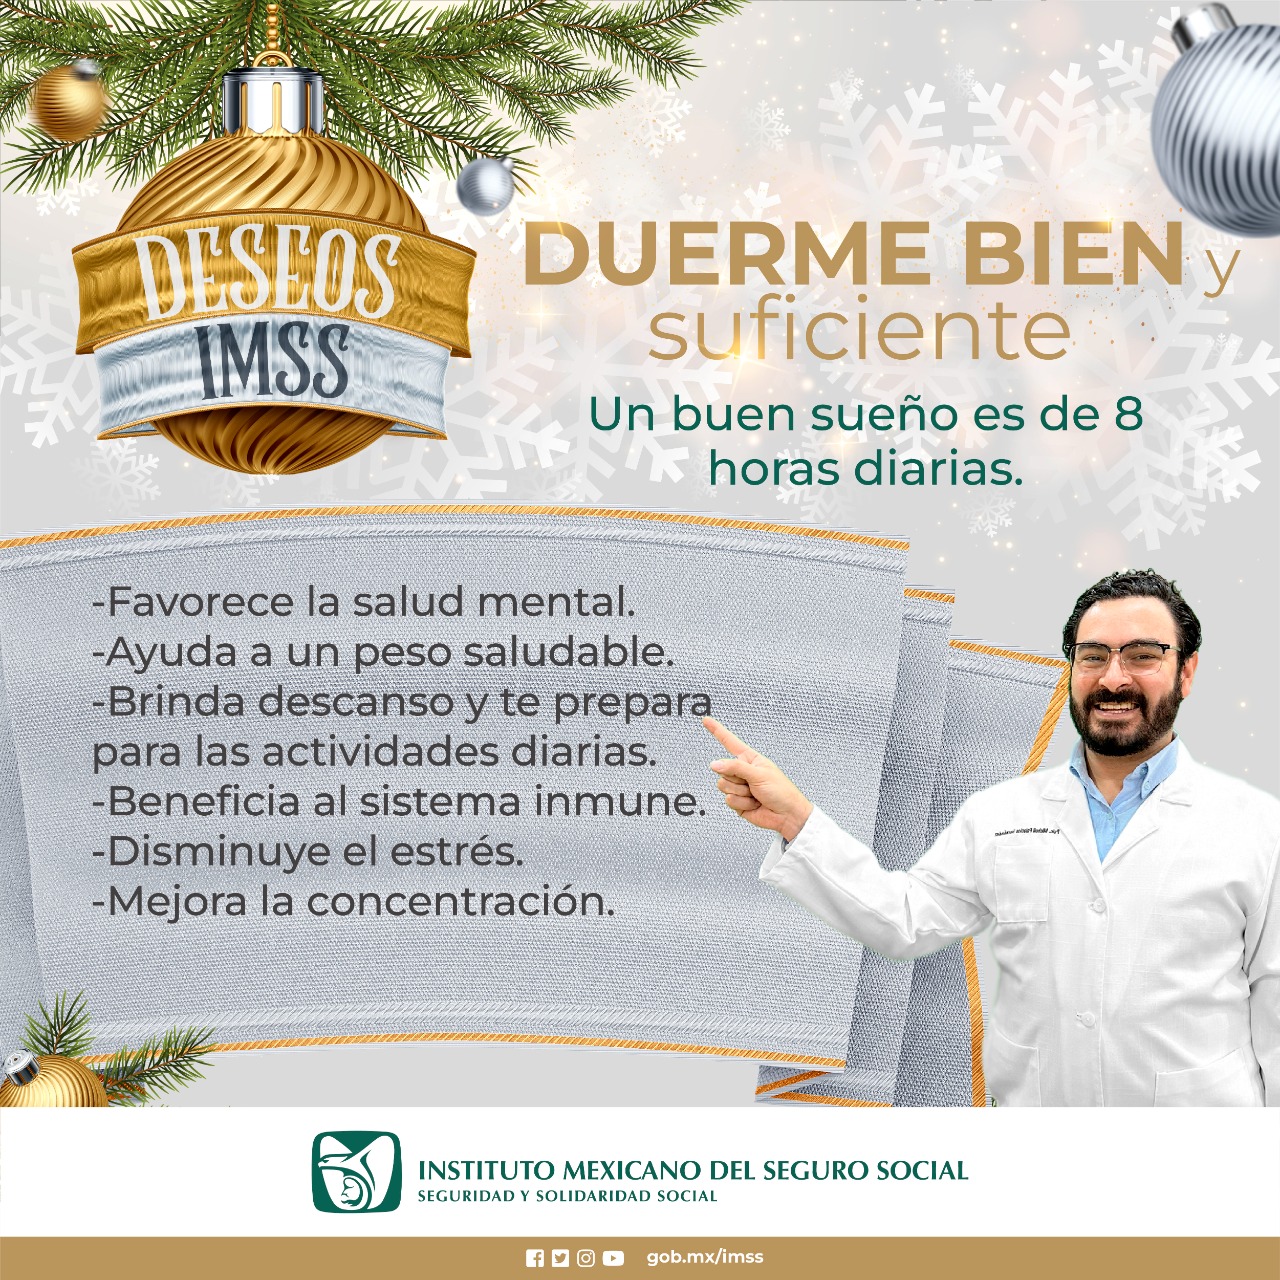 DESEOS
IMSS
DUERME BIEN y
suficiente
Un buen sueño es de 8
horas diarias.
-Favorece la salud mental.
-Ayuda a un peso saludable.
-Brinda descanso y te prepara
para las actividades diarias.
-Beneficia al sistema inmune.
-Disminuye el estrés.
-Mejora la concentración.
INSTITUTO MEXICANO DEL SEGURO SOCIAL
SEGURIDAD Y SOLIDARIDAD SOCIAL
gob.mx/imss